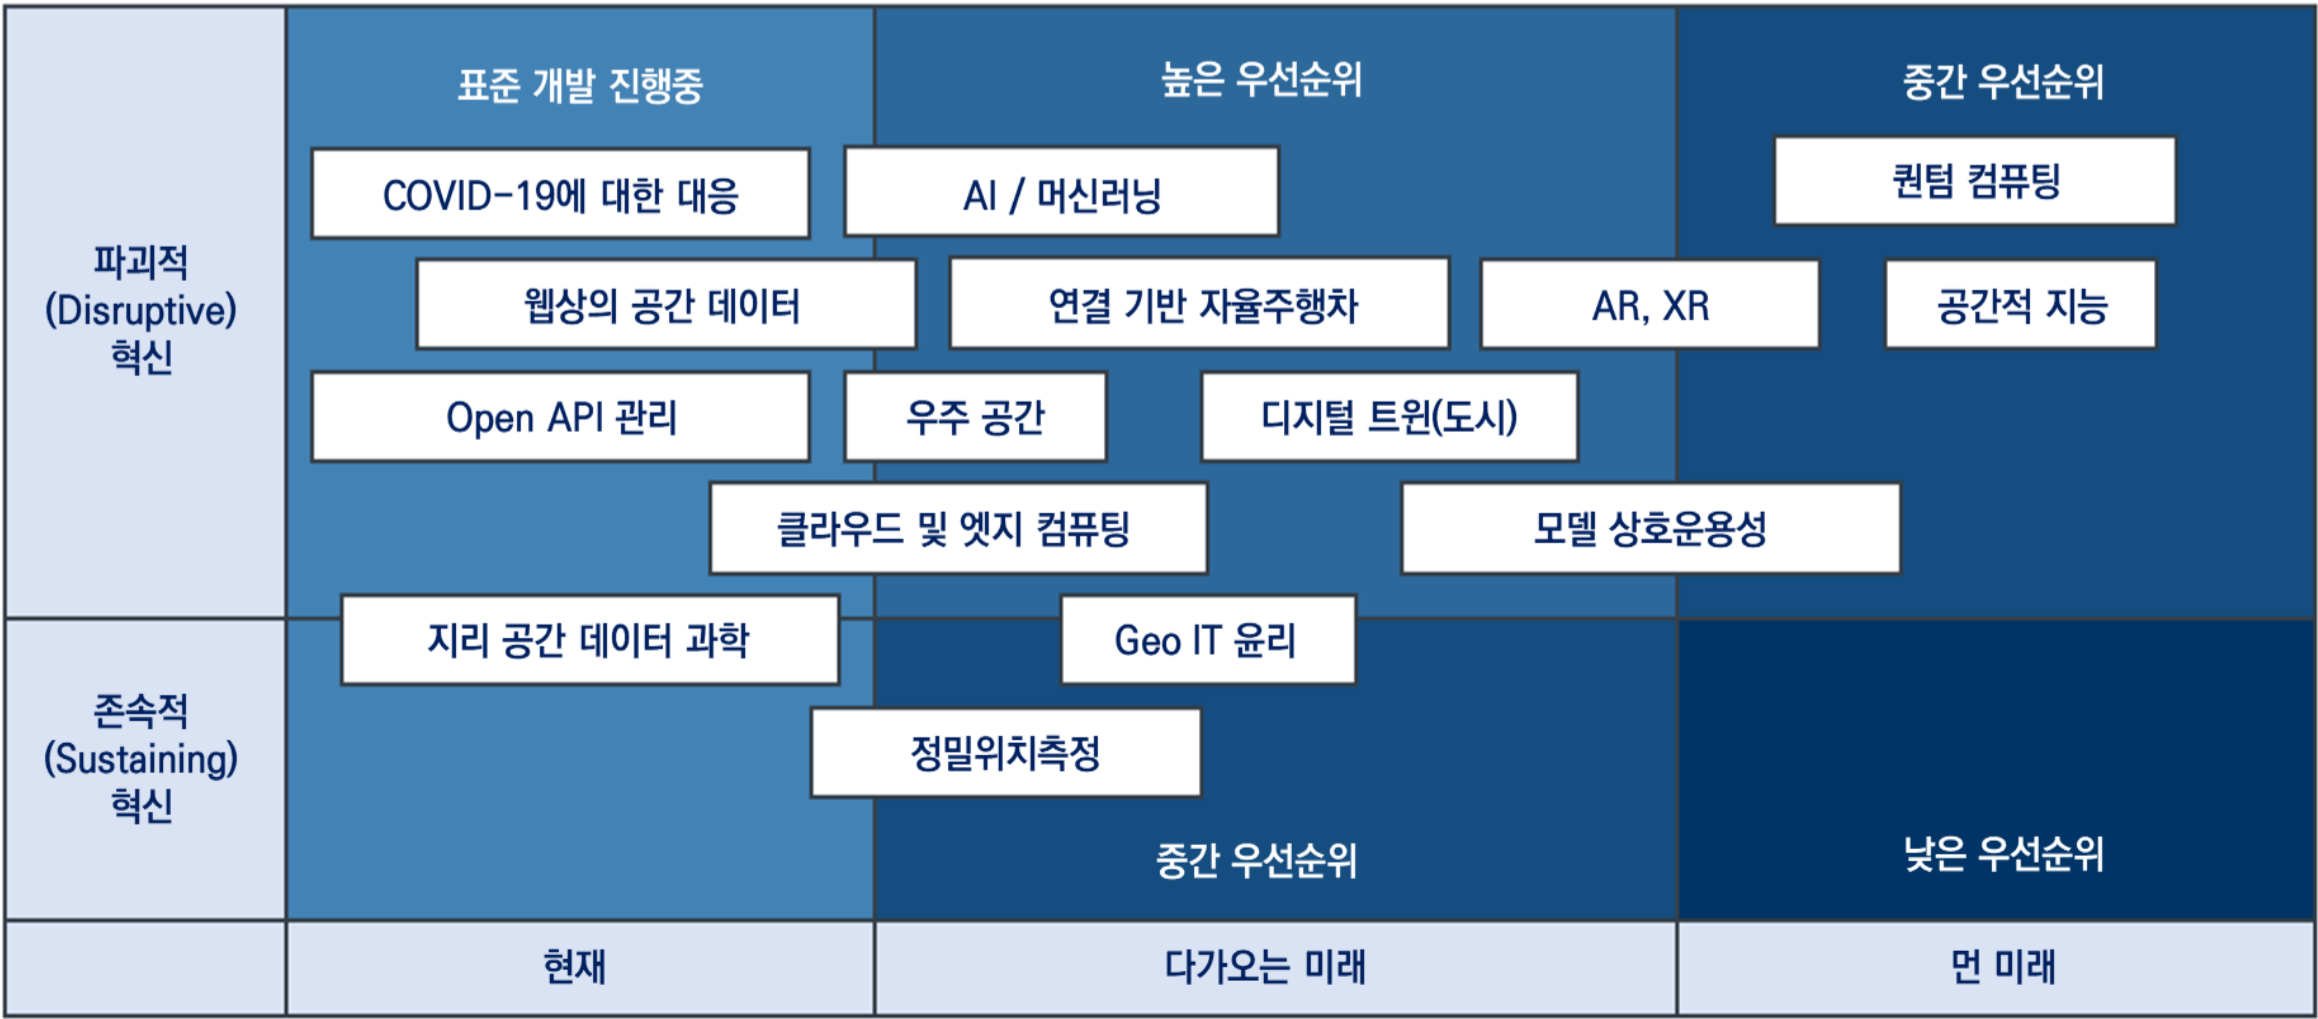 표준 개발 진행중
높은 우선순위
중간 우선순위
COVID-19에 대한 대응
AI / 머신러닝
퀀텀 컴퓨팅
파괴적
(Disruptive)
혁신
웹상의 공간 데이터
연결 기반 자율주행차
AR, XR
공간적 지능
Open API 관리
우주 공간
디지털 트윈(도시)
클라우드 및 엣지 컴퓨팅
모델 상호운용성
지리 공간 데이터 과학
Geo IT 윤리
존속적
(Sustaining)
혁신
정밀위치측정
중간 우선순위
낮은 우선순위
현재
다가오는 미래
먼 미래